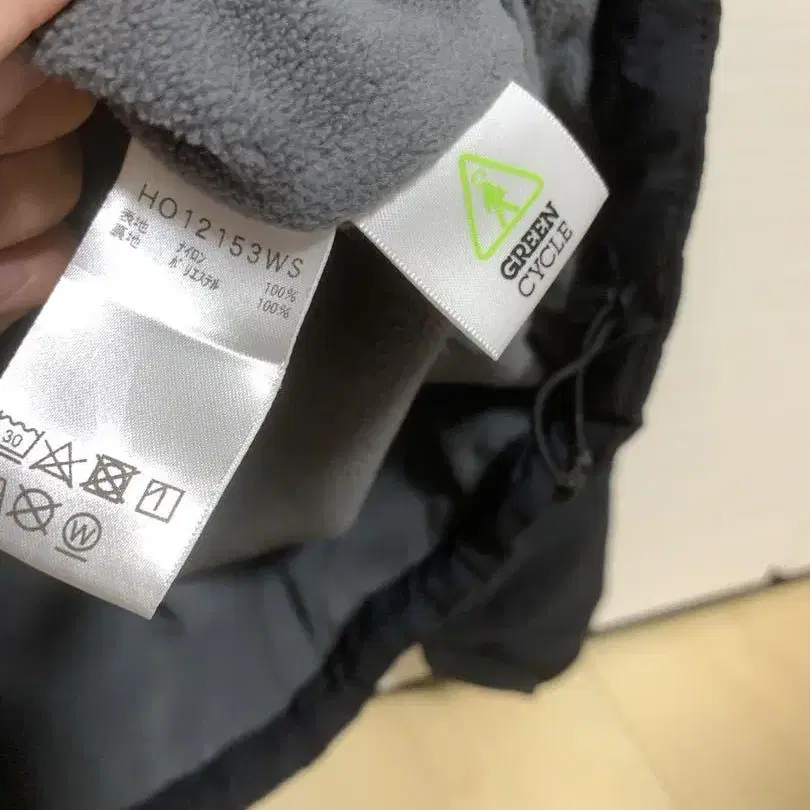 HO12153WS
表地 ナイロン 100%
裏地 ポリエステル 100%
30
W
GREEN
CYCLE